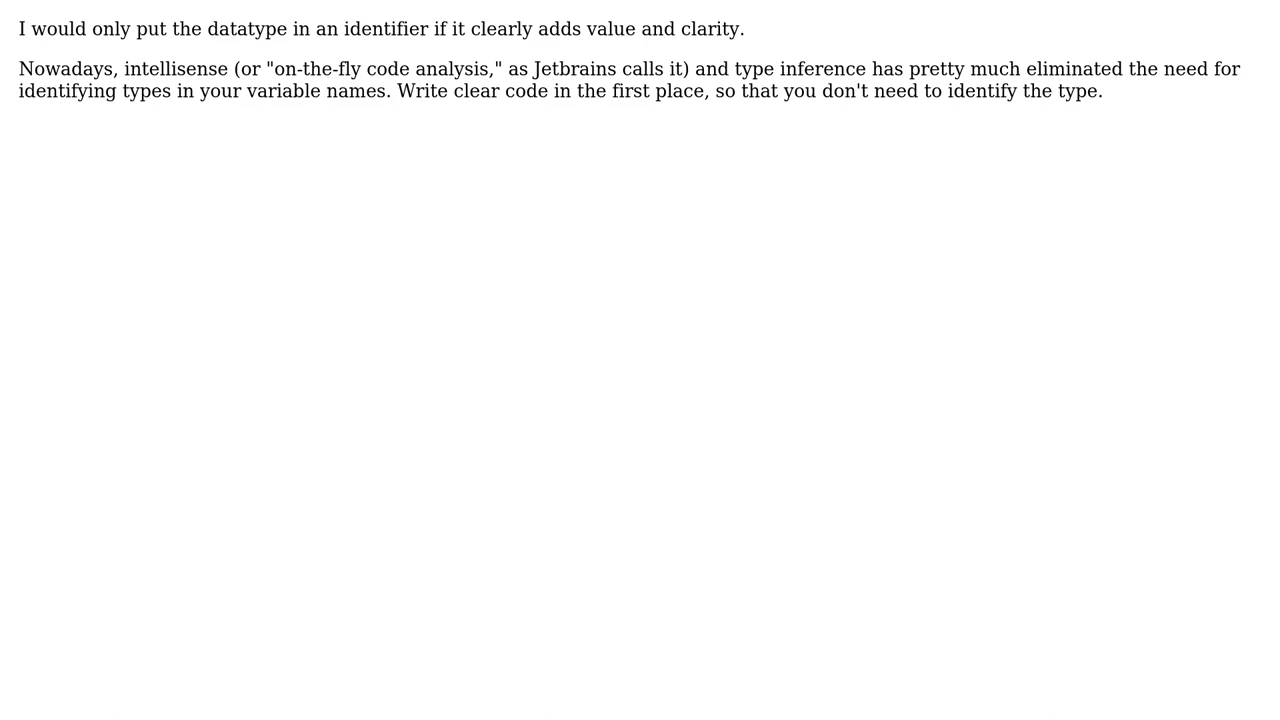 I would only put the datatype in an identifier if it clearly adds value and clarity.
Nowadays, intellisense (or "on-the-fly code analysis," as Jetbrains calls it) and type inference has pretty much eliminated the need for
identifying types in your variable names. Write clear code in the first place, so that you don't need to identify the type.